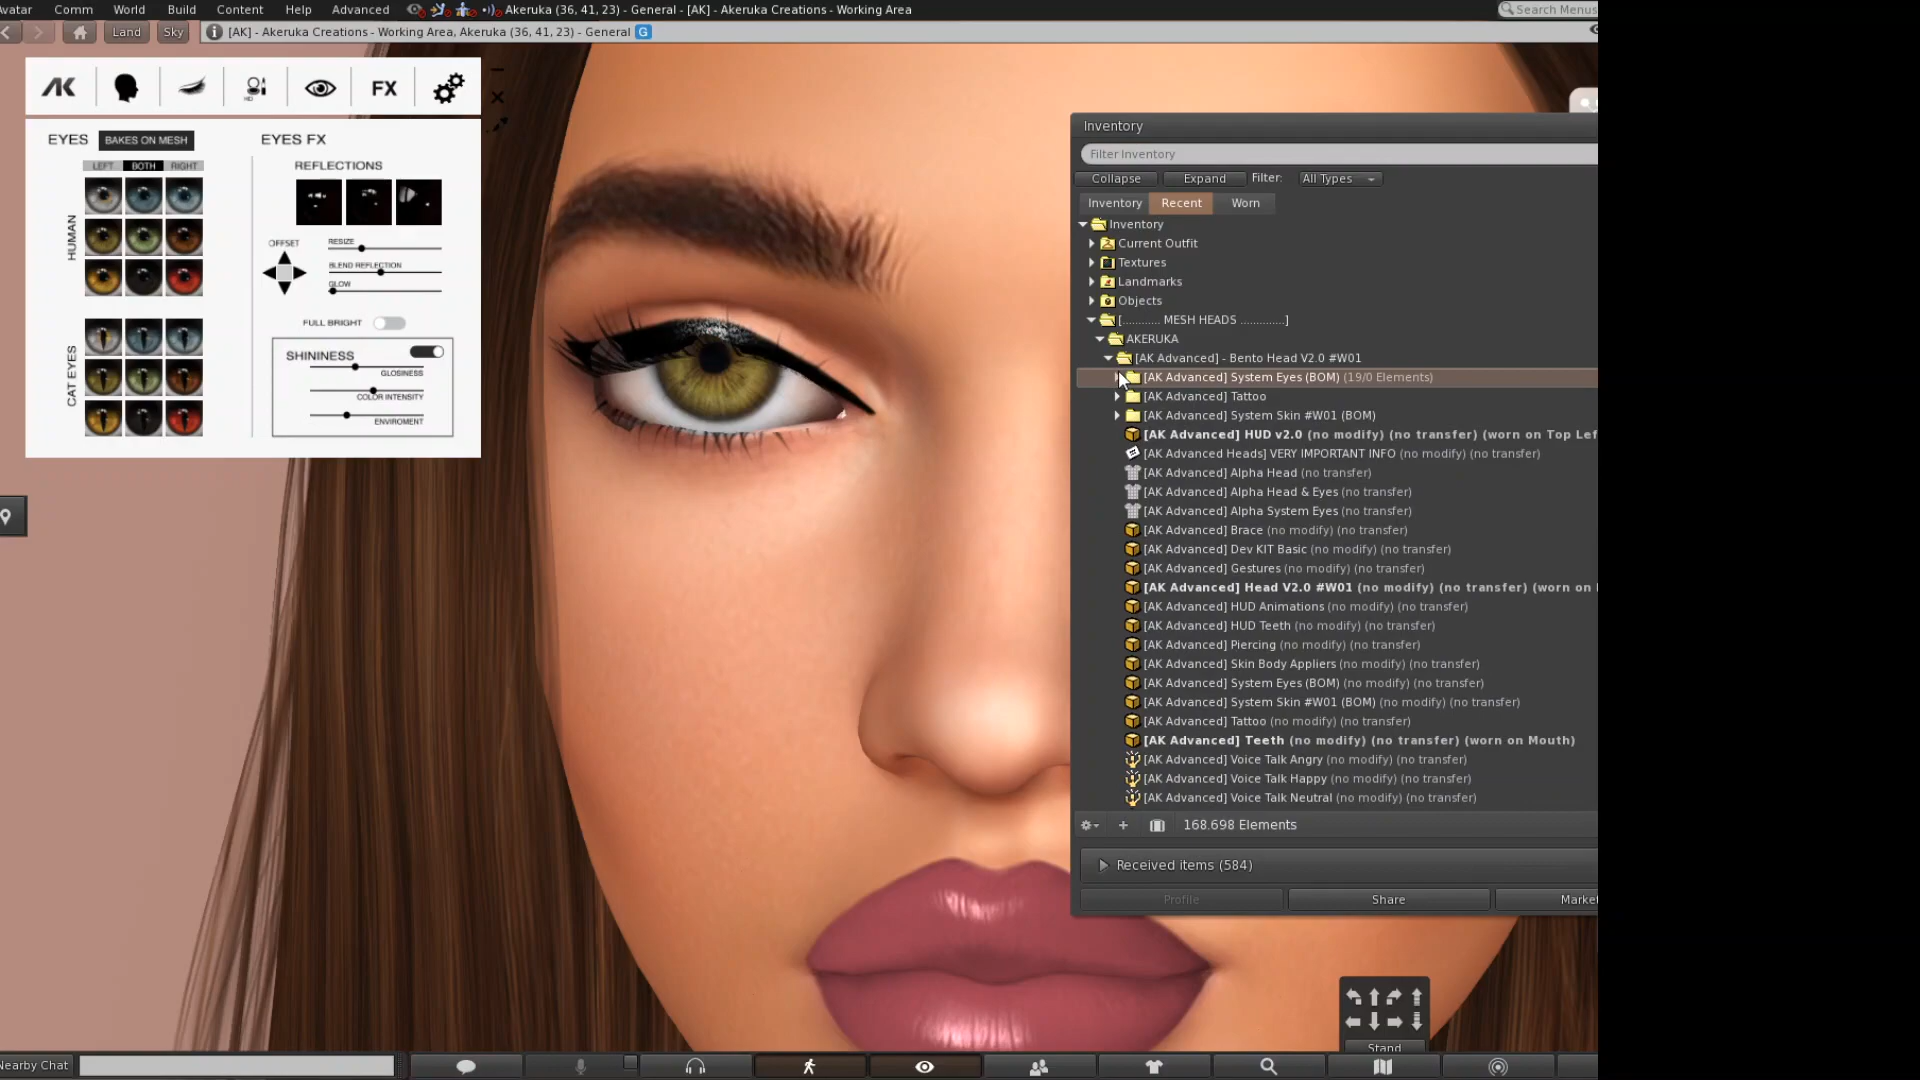 Avatar Comm World Build Content Help Advanced Akeruka (36, 41, 23) - General - [AK] - Akeruka Creations - Working Area Search Menus
Land Sky [AK] - Akeruka Creations - Working Area, Akeruka (36, 41, 23) - General G
AK FX
HUD
EYES BAKES ON MESH
LEFT BOTH RIGHT
HUMAN
CAT EYES
EYES FX
REFLECTIONS
OFFSET
RESIZE
BLEND REFLECTION
GLOW
FULL BRIGHT
SHININESS
GLOSINESS
COLOR INTENSITY
ENVIROMENT
Inventory
Filter Inventory
Collapse Expand Filter: All Types
Inventory Recent Worn
Inventory
Current Outfit
Textures
Landmarks
Objects
[............ MESH HEADS .............]
AKERUKA
[AK Advanced] - Bento Head V2.0 #W01
[AK Advanced] System Eyes (BOM) (19/0 Elements)
[AK Advanced] Tattoo
[AK Advanced] System Skin #W01 (BOM)
[AK Advanced] HUD v2.0 (no modify) (no transfer) (worn on Top Lef
[AK Advanced Heads] VERY IMPORTANT INFO (no modify) (no transfer)
[AK Advanced] Alpha Head (no transfer)
[AK Advanced] Alpha Head & Eyes (no transfer)
[AK Advanced] Alpha System Eyes (no transfer)
[AK Advanced] Brace (no modify) (no transfer)
[AK Advanced] Dev KIT Basic (no modify) (no transfer)
[AK Advanced] Gestures (no modify) (no transfer)
[AK Advanced] Head V2.0 #W01 (no modify) (no transfer) (worn on
[AK Advanced] HUD Animations (no modify) (no transfer)
[AK Advanced] HUD Teeth (no modify) (no transfer)
[AK Advanced] Piercing (no modify) (no transfer)
[AK Advanced] Skin Body Appliers (no modify) (no transfer)
[AK Advanced] System Eyes (BOM) (no modify) (no transfer)
[AK Advanced] System Skin #W01 (BOM) (no modify) (no transfer)
[AK Advanced] Tattoo (no modify) (no transfer)
[AK Advanced] Teeth (no modify) (no transfer) (worn on Mouth)
[AK Advanced] Voice Talk Angry (no modify) (no transfer)
[AK Advanced] Voice Talk Happy (no modify) (no transfer)
[AK Advanced] Voice Talk Neutral (no modify) (no transfer)
168.698 Elements
Received items (584)
Profile Share Marke
Stand
Nearby Chat